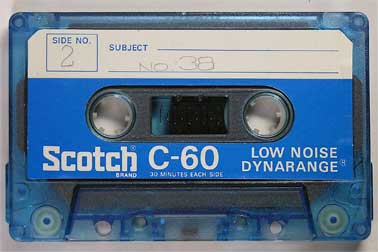 SIDE NO.
2
SUBJECT
NO. 38
Scotch® C-60 LOW NOISE
BRAND 30 MINUTES EACH SIDE DYNARANGE®